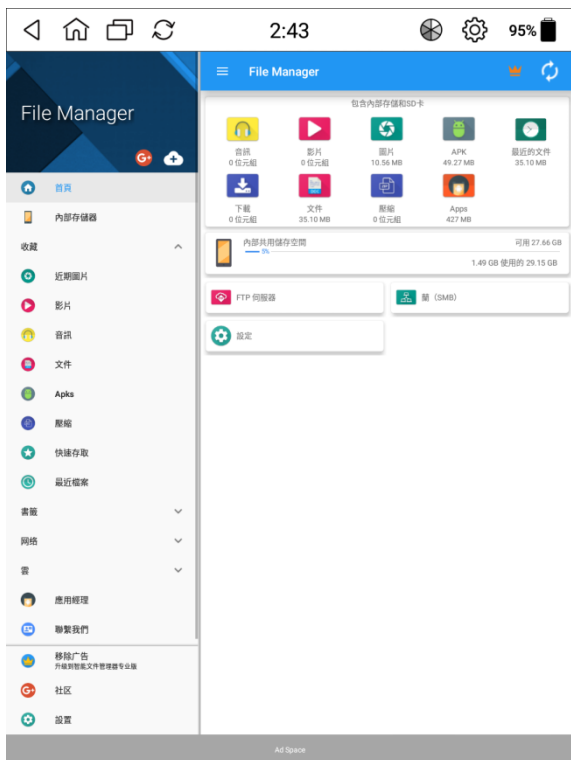 2:43
95%
File Manager
首頁
內部存儲器
收藏
近期圖片
影片
音訊
文件
Apks
壓縮
快速存取
最近檔案
書籤
网络
雲
應用經理
聯繫我們
移除广告
升级到智能文件管理器专业版
社区
設置
File Manager
包含內部存儲和SD卡
音訊
0 位元組
影片
0 位元組
圖片
10.56 MB
APK
49.27 MB
最近的文件
35.10 MB
下載
0 位元組
文件
35.10 MB
壓縮
0 位元組
Apps
427 MB
內部共用儲存空間
可用 27.66 GB
5%
1.49 GB 使用的 29.15 GB
FTP 伺服器
蘭（SMB）
設定
Ad Space